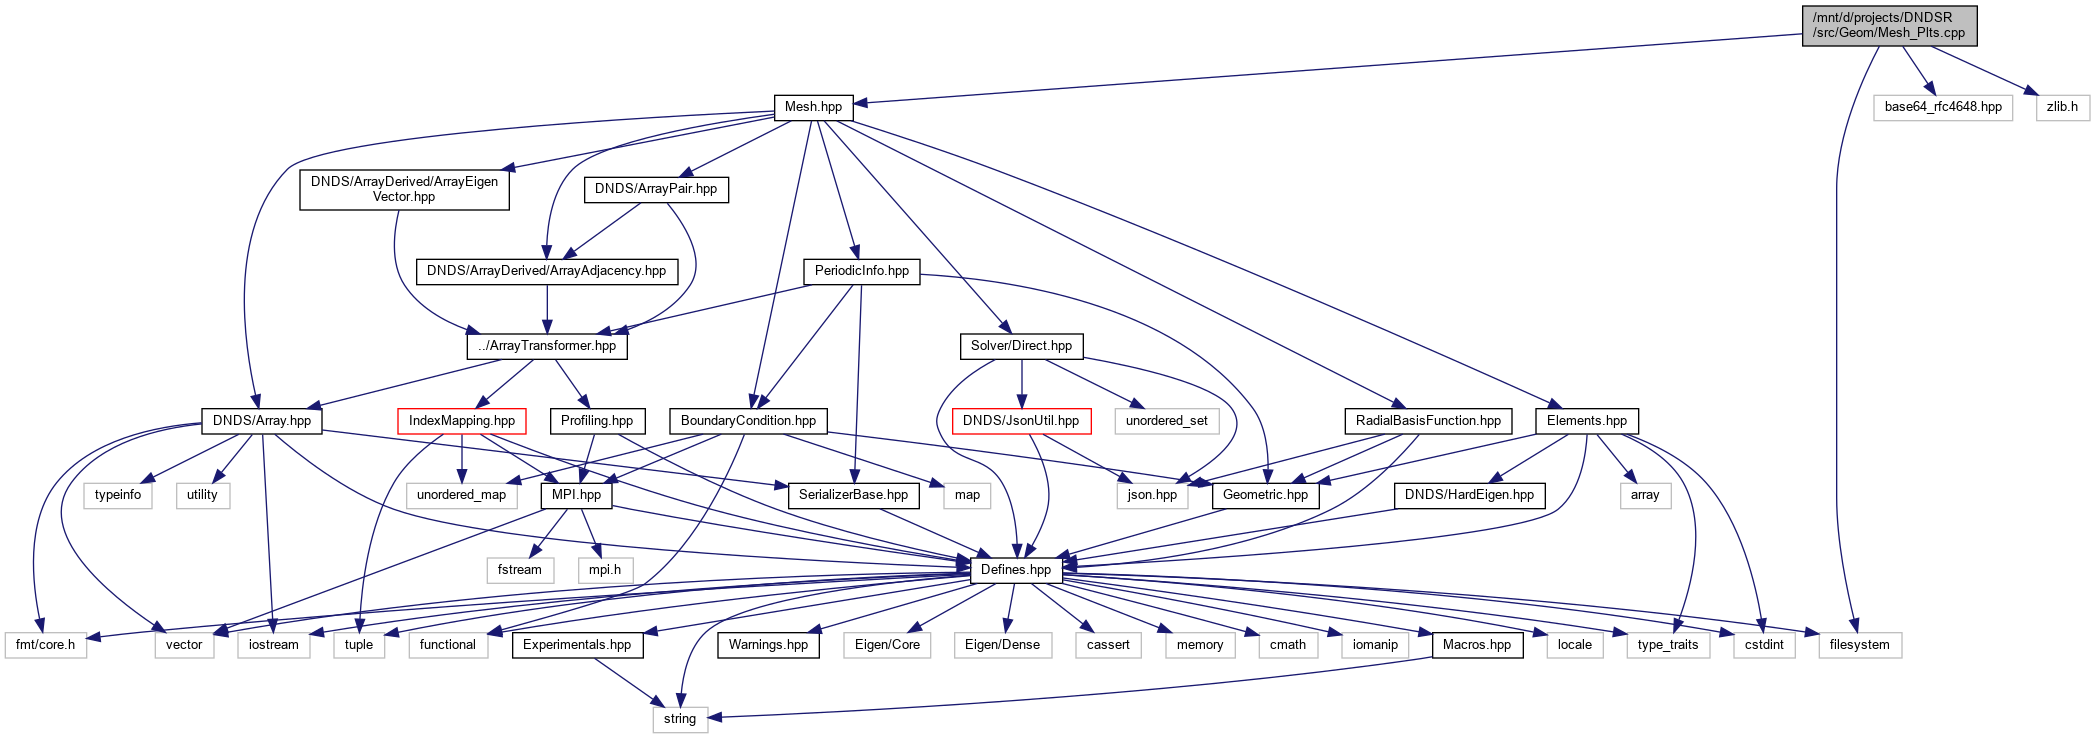 /mnt/d/projects/DNDSR
/src/Geom/Mesh_Plts.cpp
Mesh.hpp
base64_rfc4648.hpp
zlib.h
DNDS/ArrayDerived/ArrayEigen
Vector.hpp
DNDS/ArrayPair.hpp
DNDS/ArrayDerived/ArrayAdjacency.hpp
PeriodicInfo.hpp
../ArrayTransformer.hpp
Solver/Direct.hpp
DNDS/Array.hpp
IndexMapping.hpp
Profiling.hpp
BoundaryCondition.hpp
DNDS/JsonUtil.hpp
unordered_set
RadialBasisFunction.hpp
Elements.hpp
typeinfo
utility
unordered_map
MPI.hpp
SerializerBase.hpp
map
json.hpp
Geometric.hpp
DNDS/HardEigen.hpp
array
fstream
mpi.h
Defines.hpp
fmt/core.h
vector
iostream
tuple
functional
Experimentals.hpp
Warnings.hpp
Eigen/Core
Eigen/Dense
cassert
memory
cmath
iomanip
Macros.hpp
locale
type_traits
cstdint
filesystem
string